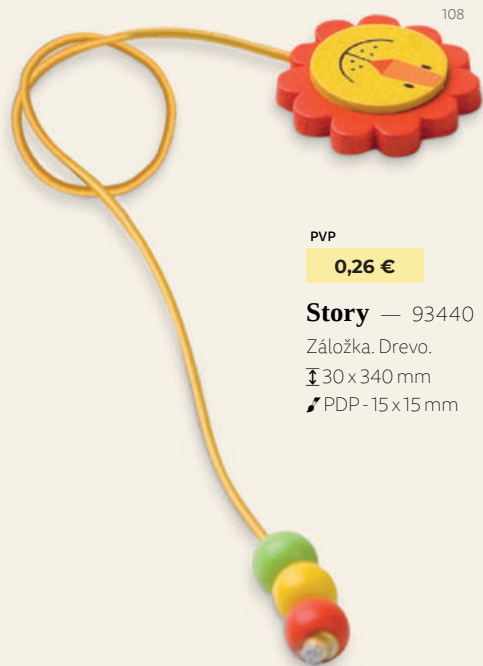 108
PVP
0,26 €
Story — 93440
Záložka. Drevo.
30 x 340 mm
PDP - 15 x 15 mm